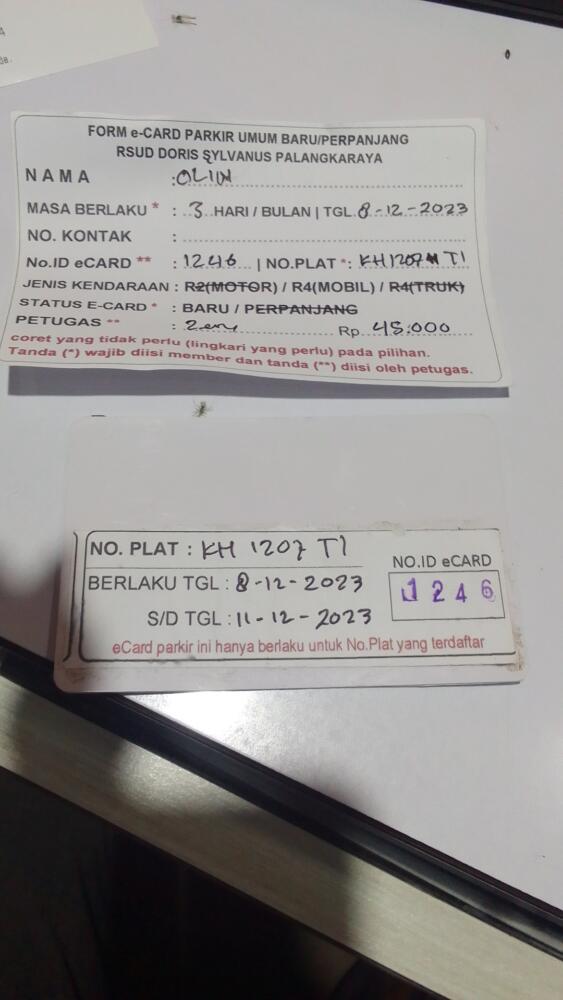 4
da.
FORM e-CARD PARKIR UMUM BARU/PERPANJANG
RSUD DORIS SYLVANUS PALANGKARAYA
NAMA : OLIN
MASA BERLAKU * : 3 HARI / BULAN | TGL. 8-12-2023
NO. KONTAK :
No.ID eCARD ** : 1246 | NO.PLAT *: KH 1207 TI
JENIS KENDARAAN : R2(MOTOR) / R4(MOBIL) / R4(TRUK)
STATUS E-CARD * : BARU / PERPANJANG
PETUGAS ** : Rp. 45.000
coret yang tidak perlu (lingkari yang perlu) pada pilihan.
Tanda (*) wajib diisi member dan tanda (**) diisi oleh petugas.
NO. PLAT : KH 1207 TI
NO.ID eCARD
BERLAKU TGL : 8-12-2023
1246
S/D TGL : 11-12-2023
eCard parkir ini hanya berlaku untuk No.Plat yang terdaftar